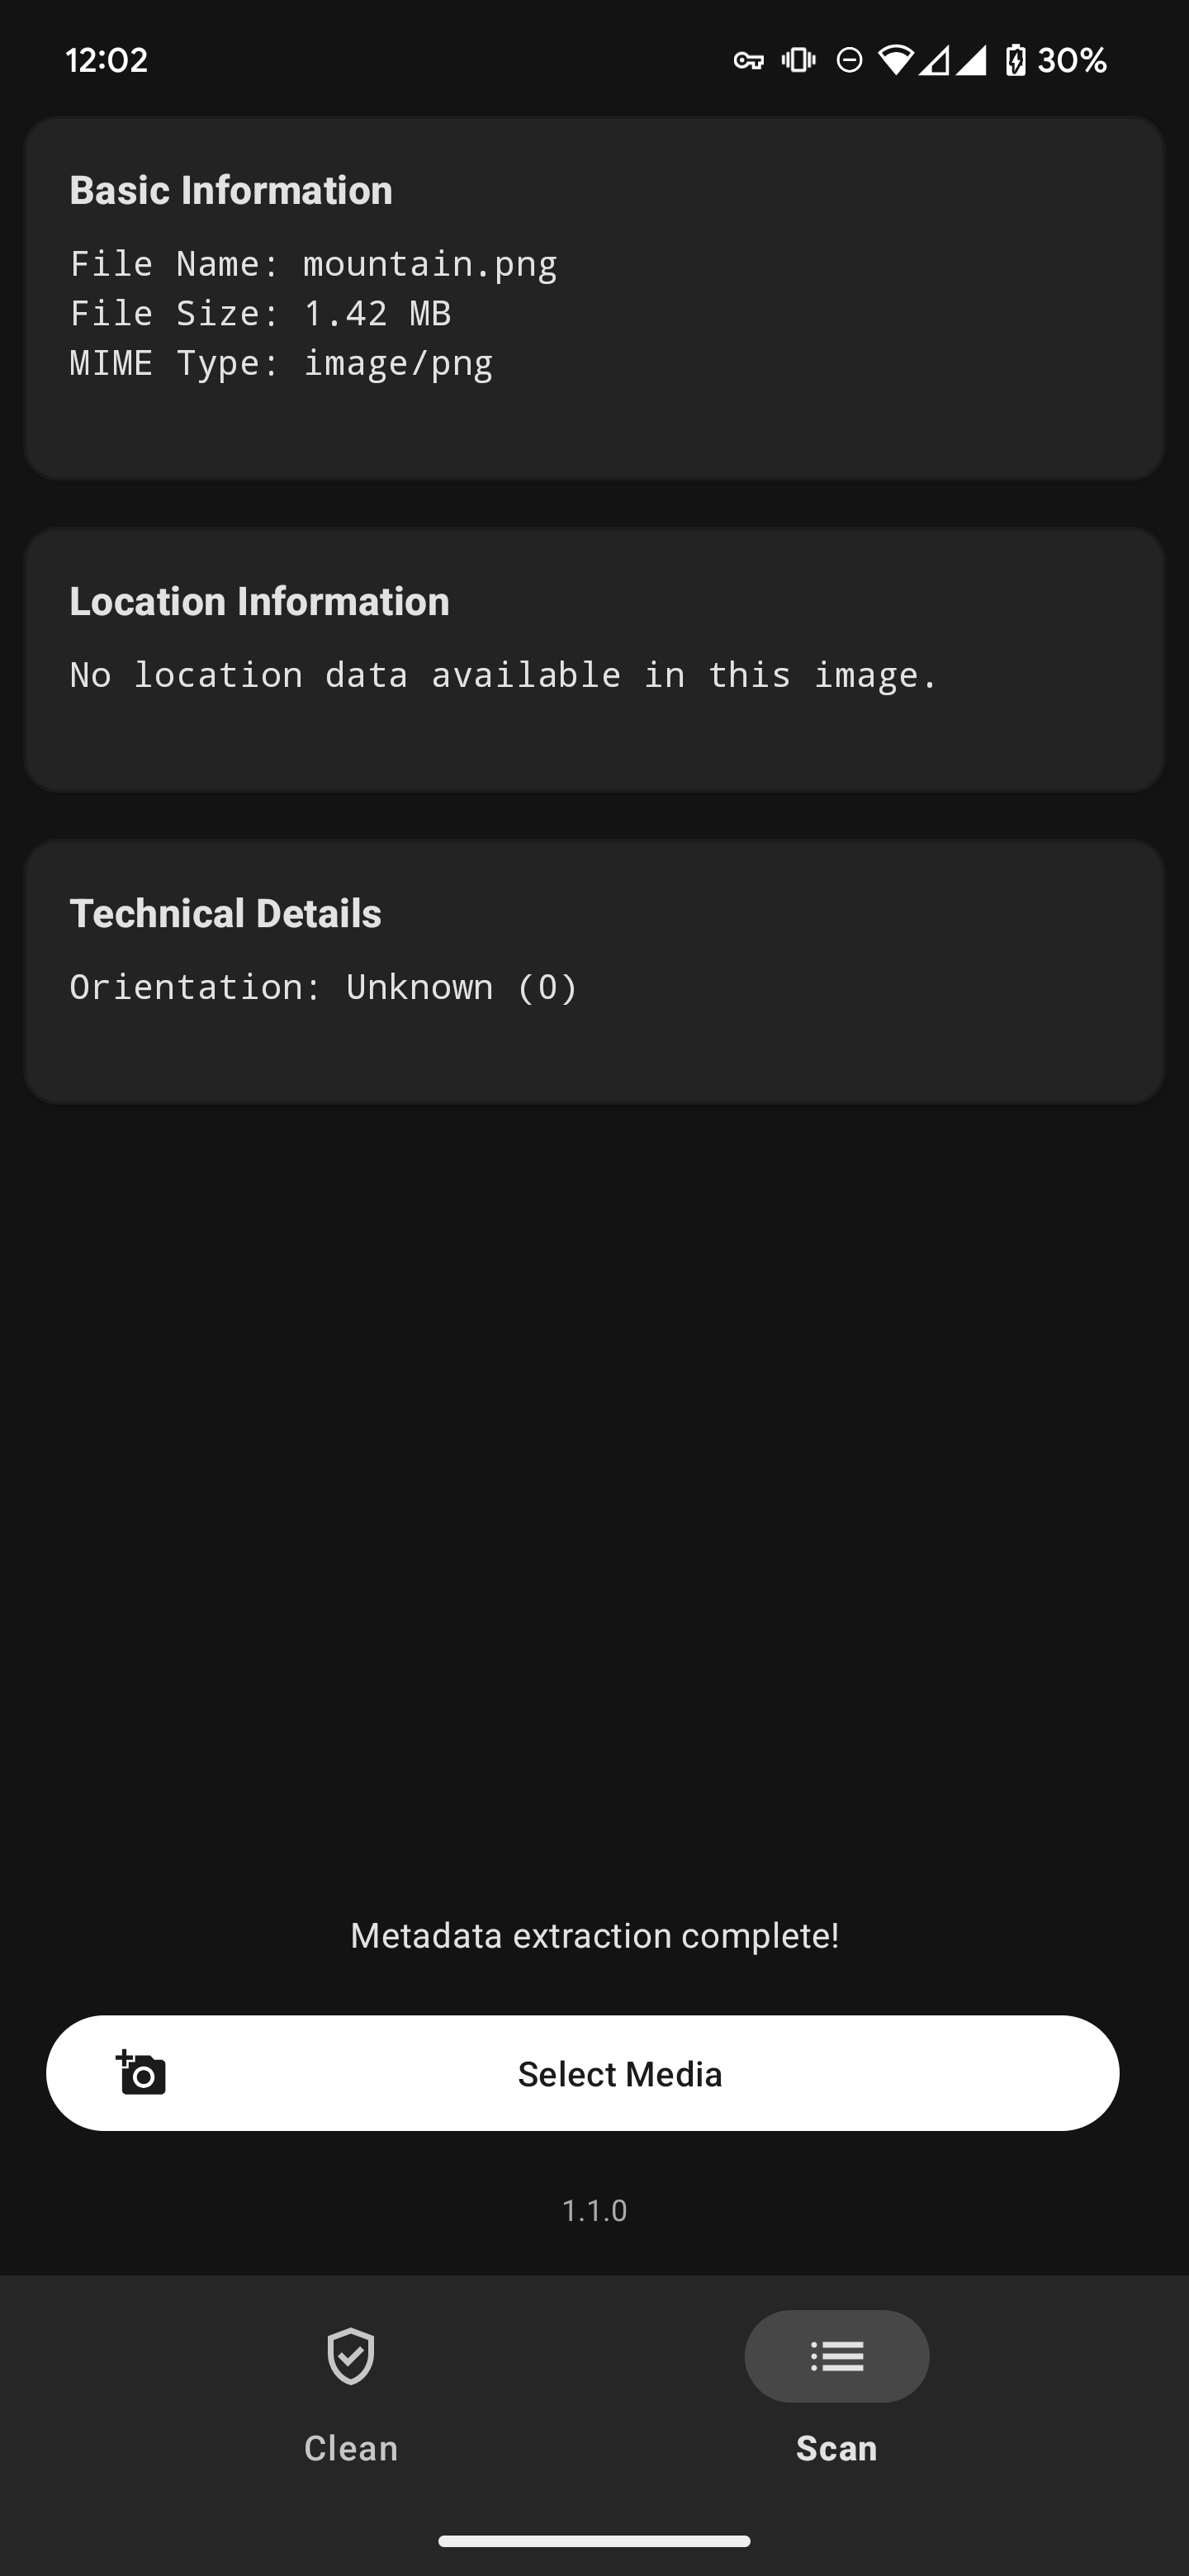 12:02 30%
Basic Information
File Name: mountain.png
File Size: 1.42 MB
MIME Type: image/png
Location Information
No location data available in this image.
Technical Details
Orientation: Unknown (0)
Metadata extraction complete!
Select Media
1.1.0
Clean Scan